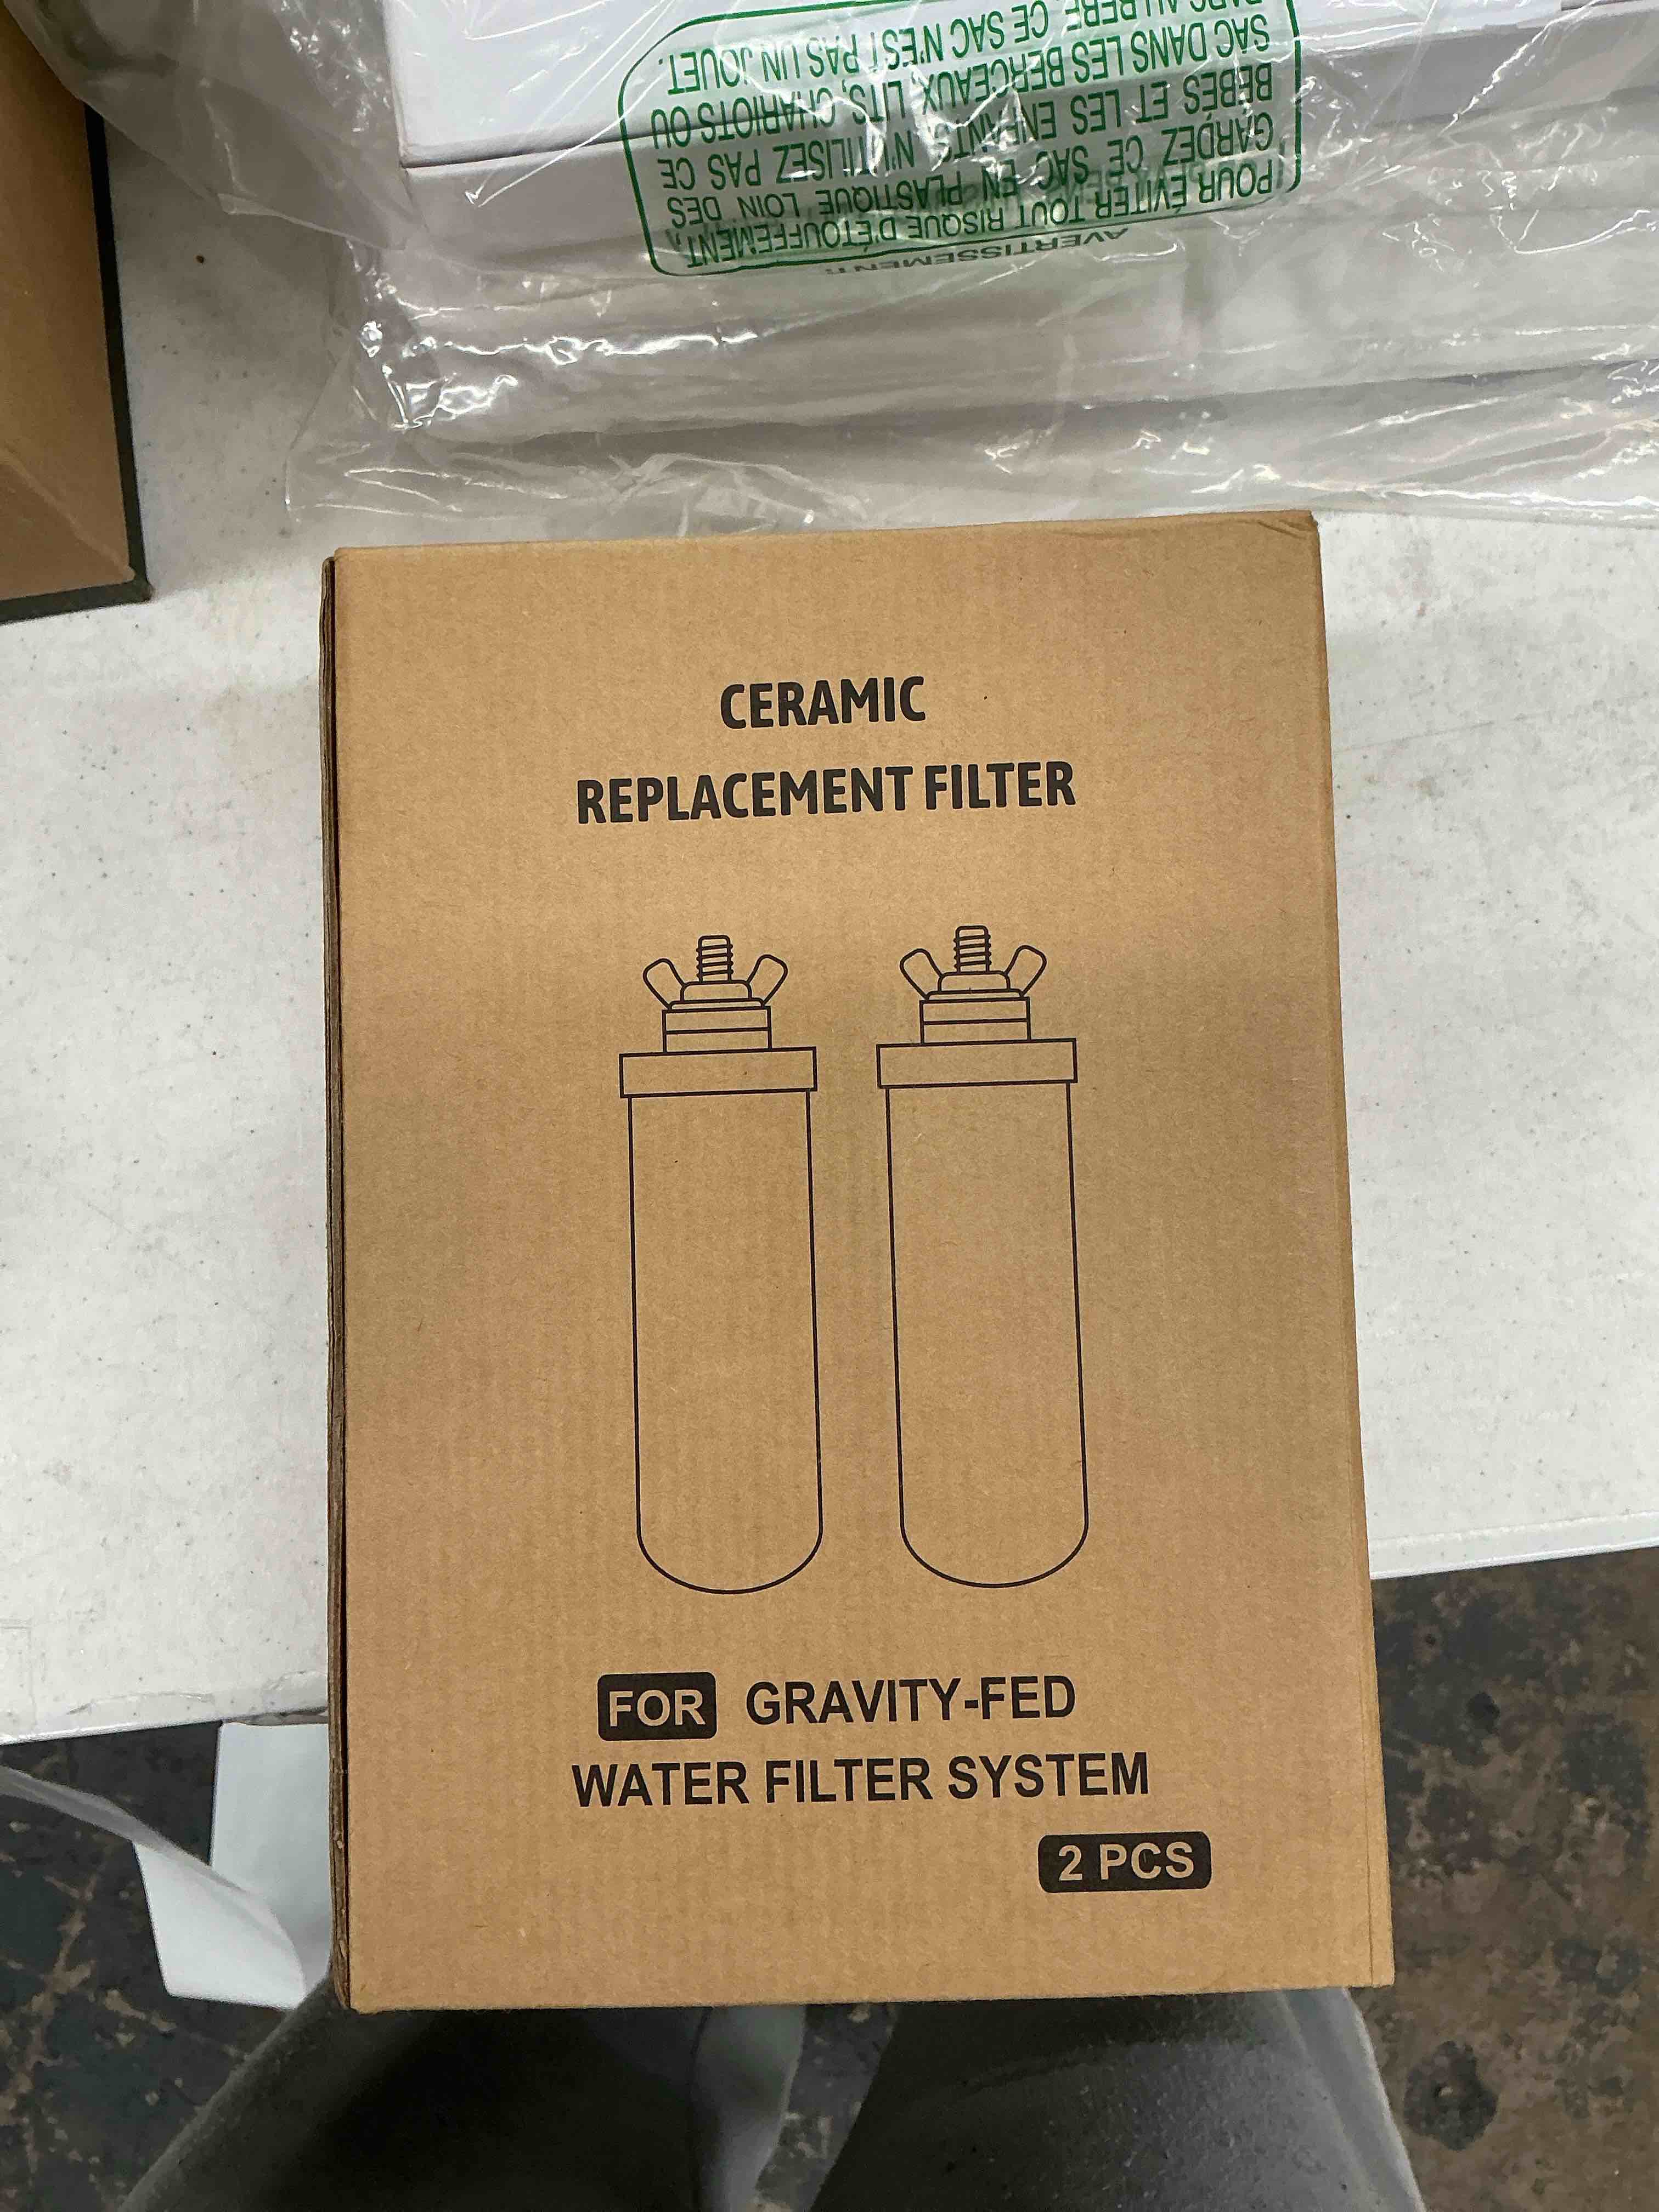 AVERTISSEMENT:
POUR ÉVITER TOUT RISQUE D'ÉTOUFFEMENT,
GARDEZ CE SAC EN PLASTIQUE LOIN DES
BÉBÉS ET LES ENFANTS N'UTILISEZ PAS CE
SAC DANS LES BERCEAUX, LITS, CHARIOTS OU
CE SAC N'EST PAS UN JOUET.
CERAMIC
REPLACEMENT FILTER
FOR GRAVITY-FED
WATER FILTER SYSTEM
2 PCS